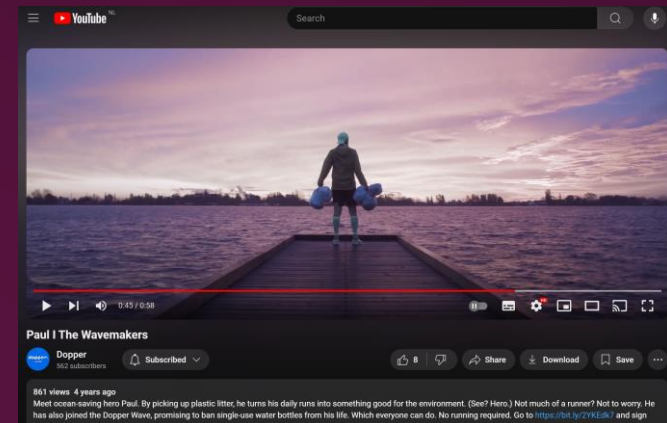 YouTube NL
Search
0:45 / 0:58
HD
Paul I The Wavemakers
Dopper
Dopper
562 subscribers
Subscribed
8
Share
Download
Save
861 views 4 years ago
Meet ocean-saving hero Paul. By picking up plastic litter, he turns his daily runs into something good for the environment. (See? Hero.) Not much of a runner? Not to worry. He
has also joined the Dopper Wave, promising to ban single-use water bottles from his life. Which everyone can do. No running required. Go to https://bit.ly/2YKEdk7 and sign